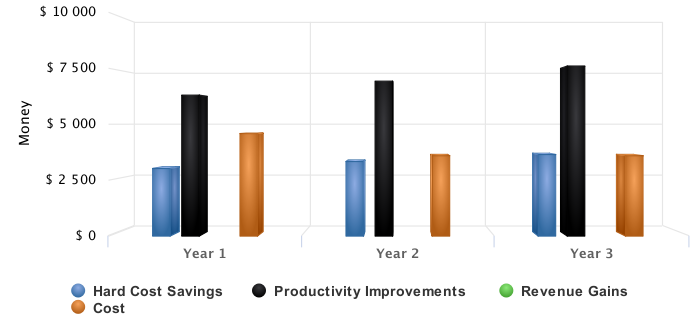 $ 10 000
$ 7 500
$ 5 000
$ 2 500
$ 0
Money
Year 1 Year 2 Year 3
Hard Cost Savings Productivity Improvements Revenue Gains
Cost